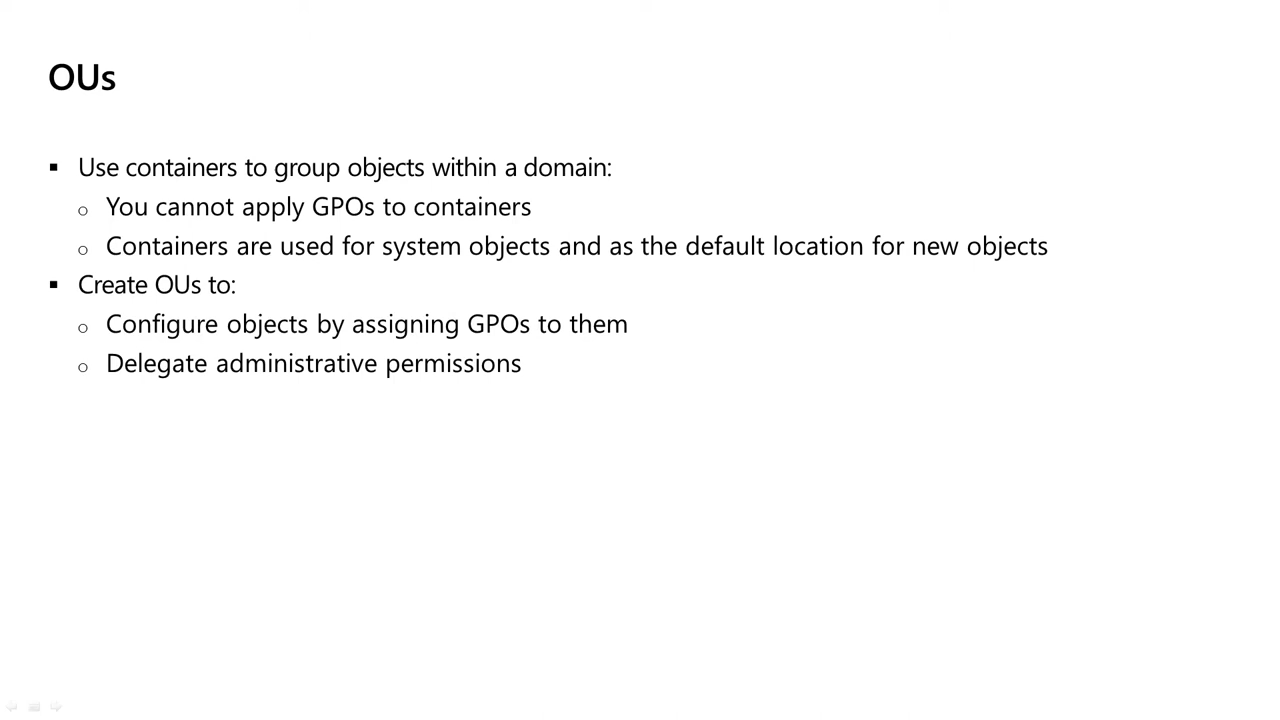 OUs
▪ Use containers to group objects within a domain:
o You cannot apply GPOs to containers
o Containers are used for system objects and as the default location for new objects
▪ Create OUs to:
o Configure objects by assigning GPOs to them
o Delegate administrative permissions